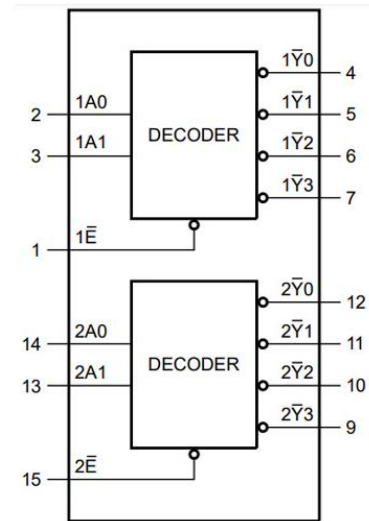 1Y̅0 4
2 1A0 1Y̅1 5
DECODER
3 1A1 1Y̅2 6
1Y̅3 7
1 1E̅
2Y̅0 12
14 2A0 2Y̅1 11
DECODER
13 2A1 2Y̅2 10
2Y̅3 9
15 2E̅